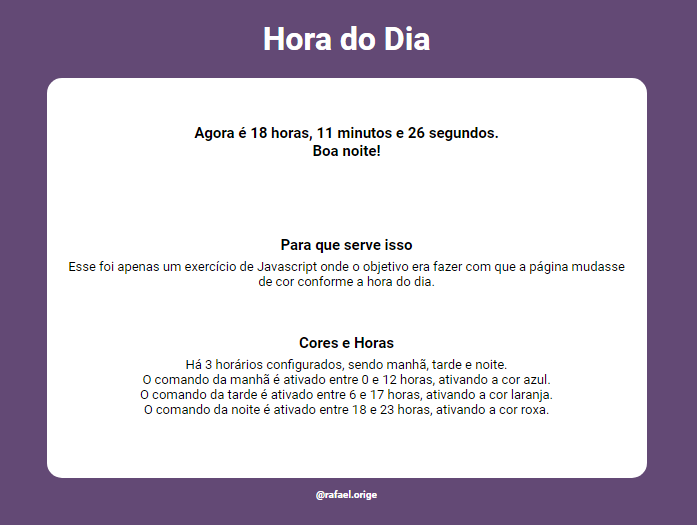 Hora do Dia
Agora é 18 horas, 11 minutos e 26 segundos.
Boa noite!
Para que serve isso
Esse foi apenas um exercício de Javascript onde o objetivo era fazer com que a página mudasse
de cor conforme a hora do dia.
Cores e Horas
Há 3 horários configurados, sendo manhã, tarde e noite.
O comando da manhã é ativado entre 0 e 12 horas, ativando a cor azul.
O comando da tarde é ativado entre 6 e 17 horas, ativando a cor laranja.
O comando da noite é ativado entre 18 e 23 horas, ativando a cor roxa.
@rafael.orige